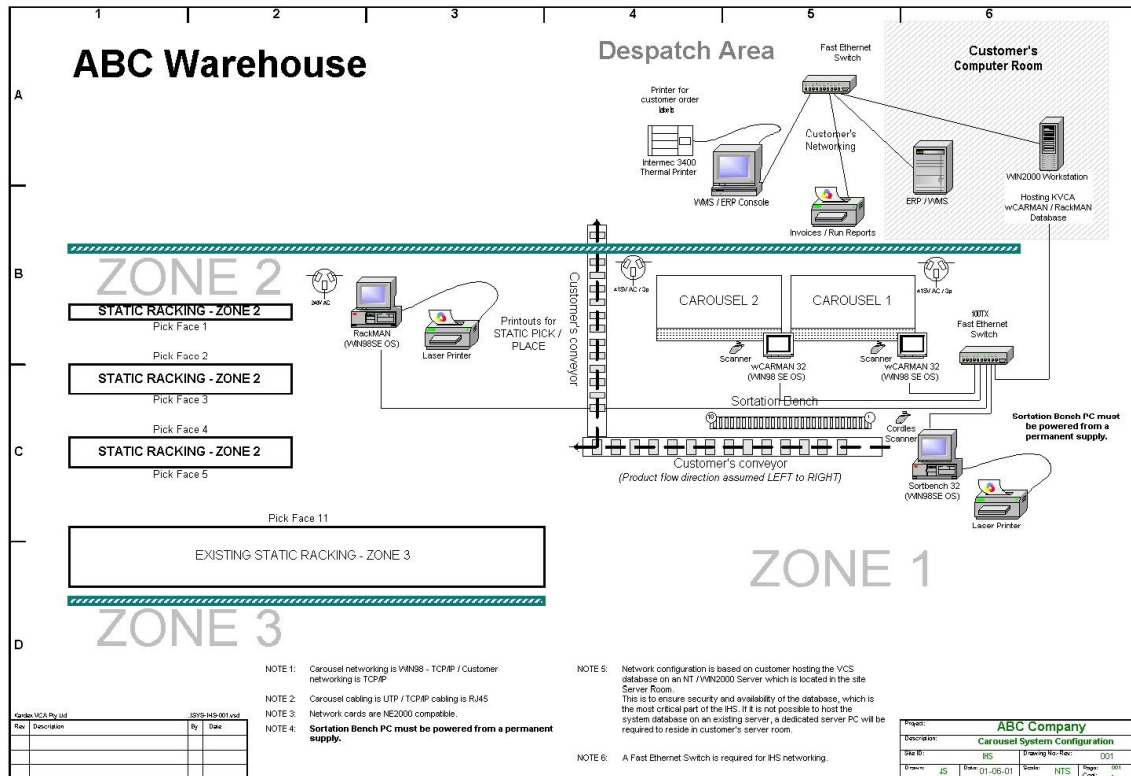 1 2 3 4 5 6
A
B
C
D
ABC Warehouse
Despatch Area
Fast Ethernet
Switch
Customer's
Computer Room
Printer for
customer order
labels
Intermec 3400
Thermal Printer
WMS / ERP Console
Customer's
Networking
Invoices / Run Reports
ERP / WMS
WIN2000 Workstation
Hosting KVCA
wCARMAN / RackMAN
Database
ZONE 2
STATIC RACKING - ZONE 2
Pick Face 1
Pick Face 2
STATIC RACKING - ZONE 2
Pick Face 3
Pick Face 4
STATIC RACKING - ZONE 2
Pick Face 5
240V AC
RackMAN
(WIN98SE OS)
Laser Printer
Printouts for
STATIC PICK /
PLACE
Customer's conveyor
415V AC / 3p
CAROUSEL 2
CAROUSEL 1
415V AC / 3p
Scanner
wCARMAN 32
(WIN98 SE OS)
Scanner
wCARMAN 32
(WIN98 SE OS)
100TX
Fast Ethernet
Switch
Sortation Bench
10
1
Cordles
Scanner
Sortation Bench PC must
be powered from a
permanent supply.
Customer's conveyor
(Product flow direction assumed LEFT to RIGHT)
Sortbench 32
(WIN98SE OS)
Laser Printer
Pick Face 11
EXISTING STATIC RACKING - ZONE 3
ZONE 1
ZONE 3
NOTE 1: Carousel networking is WIN98 - TCP/IP / Customer
networking is TCP/IP
NOTE 2: Carousel cabling is UTP / TCP/IP cabling is RJ45
NOTE 3: Network cards are NE2000 compatible.
NOTE 4: Sortation Bench PC must be powered from a permanent
supply.
NOTE 5: Network configuration is based on customer hosting the VCS
database on an NT / WIN2000 Server which is located in the site
Server Room.
This is to ensure security and availability of the database, which is
the most critical part of the IHS. If it is not possible to host the
system database on an existing server, a dedicated server PC will be
required to reside in customer's server room.
NOTE 6: A Fast Ethernet Switch is required for IHS networking.
Kardex VCA Pty Ltd
Rev Description By Date
Project: ABC Company
Description: Carousel System Configuration
Site ID: IHS Drawing No.-Rev: 001
Drawn: JS Date: 01-06-01 Scale: NTS Page: 001
Cont: -